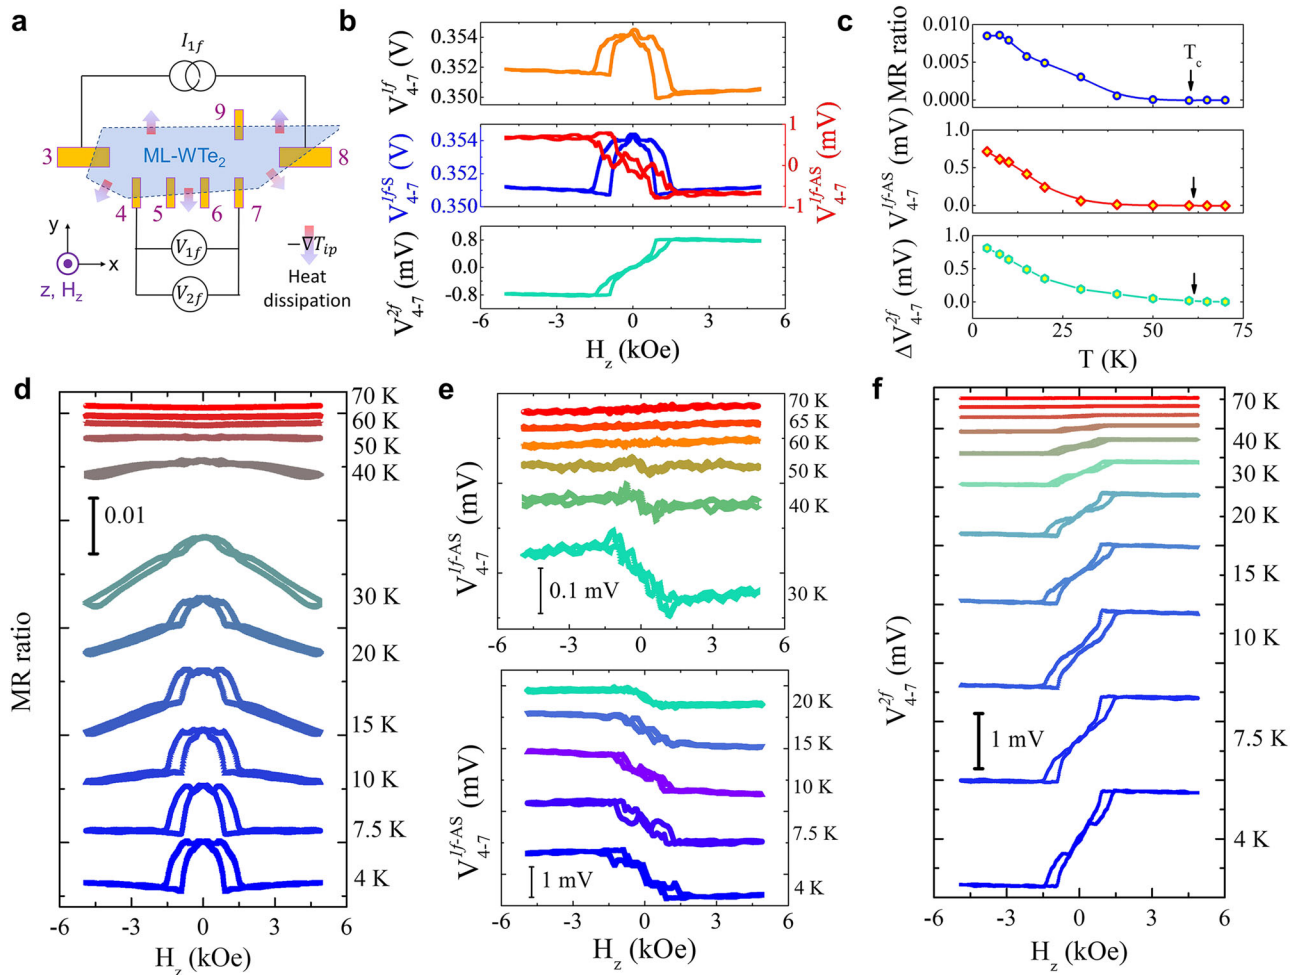 a
I1f
9
3
ML-WTe2
8
4
5
6
7
V1f
V2f
y
x
z, Hz
−∇Tip
Heat
dissipation
b
V4-7^1f (V)
0.354
0.352
0.350
V4-7^1f-S (V)
0.354
0.352
0.350
1
0
-1
V4-7^1f-AS (mV)
V4-7^2f (mV)
0.8
0.0
-0.8
-6 -3 0 3 6
Hz (kOe)
c
MR ratio
0.010
0.005
0.000
Tc
V4-7^1f-AS (mV)
1.0
0.5
0.0
ΔV4-7^2f (mV)
1.0
0.5
0.0
0 25 50 75
T (K)
d
MR ratio
70 K
60 K
50 K
40 K
0.01
30 K
20 K
15 K
10 K
7.5 K
4 K
-6 -3 0 3 6
Hz (kOe)
e
V4-7^1f-AS (mV)
70 K
65 K
60 K
50 K
40 K
30 K
0.1 mV
-6 -3 0 3 6
V4-7^1f-AS (mV)
20 K
15 K
10 K
7.5 K
4 K
1 mV
-6 -3 0 3 6
Hz (kOe)
f
V4-7^2f (mV)
70 K
50 K
40 K
30 K
20 K
15 K
10 K
7.5 K
1 mV
4 K
-6 -3 0 3 6
Hz (kOe)